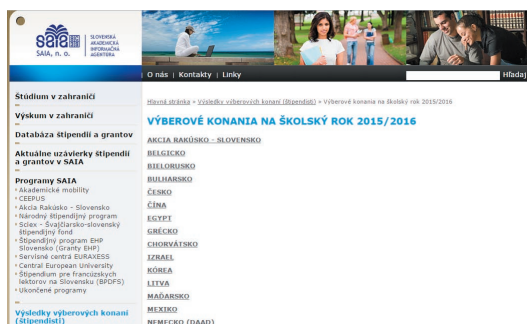 saia
SAIA, n. o.
SLOVENSKÁ
AKADEMICKÁ
INFORMAČNÁ
AGENTÚRA
O nás | Kontakty | Linky
Hľadaj
Štúdium v zahraničí
Výskum v zahraničí
Databáza štipendií a grantov
Aktuálne uzávierky štipendií
a grantov v SAIA
Programy SAIA
Akademické mobility
CEEPUS
Akcia Rakúsko - Slovensko
Národný štipendijný program
Sciex - Švajčiarsko-slovenský
štipendijný fond
Štipendijný program EHP
Slovensko (Granty EHP)
Servisné centrá EURAXESS
Central European University
Štipendium pre francúzskych
lektorov na Slovensku (BPDFS)
Ukončené programy
Výsledky výberových konaní
(štipendisti)
Hlavná stránka » Výsledky výberových konaní (štipendisti) » Výberové konania na školský rok 2015/2016
VÝBEROVÉ KONANIA NA ŠKOLSKÝ ROK 2015/2016
AKCIA RAKÚSKO - SLOVENSKO
BELGICKO
BIELORUSKO
BULHARSKO
ČESKO
ČÍNA
EGYPT
GRÉCKO
CHORVÁTSKO
IZRAEL
KÓREA
LITVA
MAĎARSKO
MEXIKO
NEMECKO (DAAD)